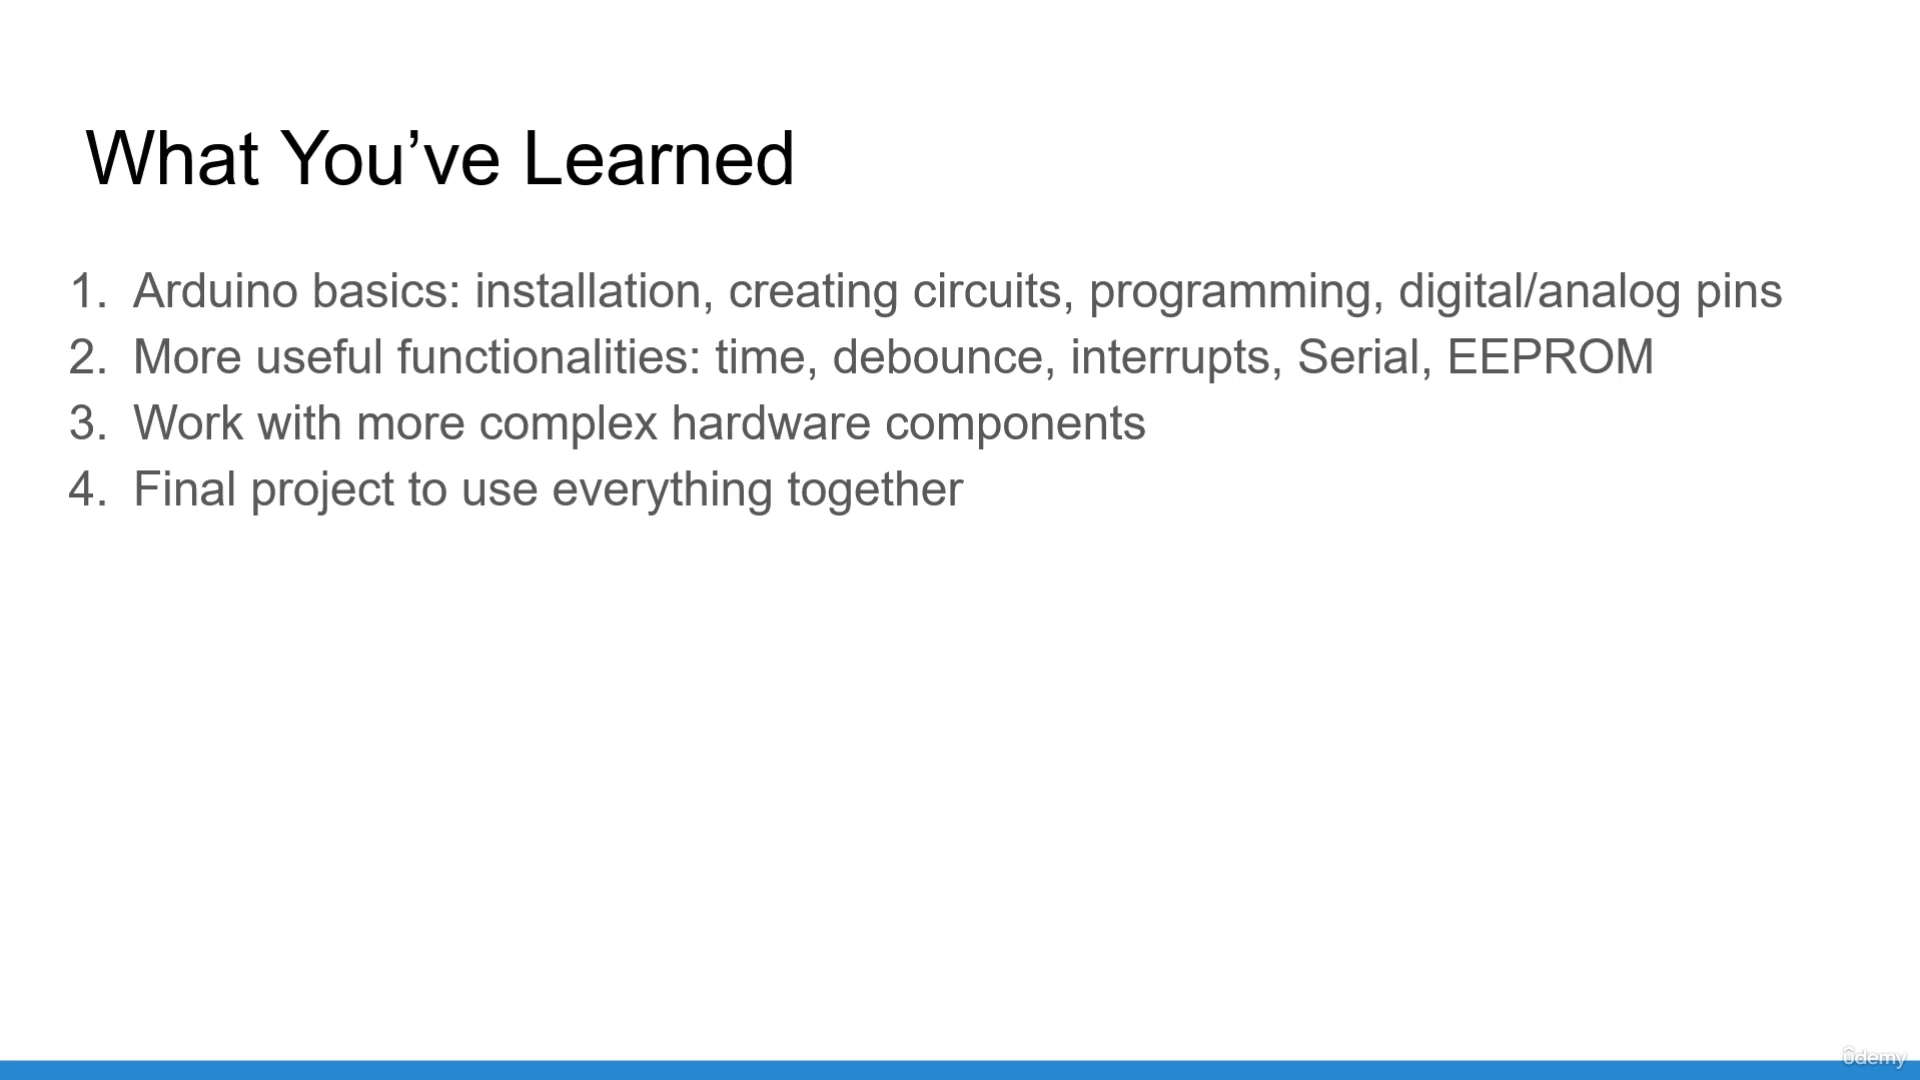 What You’ve Learned
1. Arduino basics: installation, creating circuits, programming, digital/analog pins
2. More useful functionalities: time, debounce, interrupts, Serial, EEPROM
3. Work with more complex hardware components
4. Final project to use everything together
ûdemy